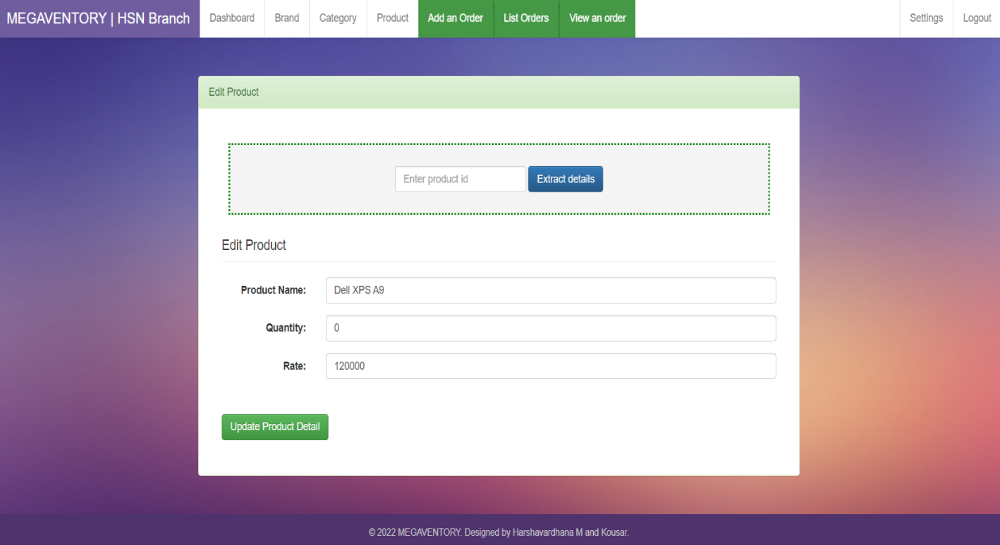 MEGAVENTORY | HSN Branch Dashboard Brand Category Product Add an Order List Orders View an order Settings Logout
Edit Product
Enter product id Extract details
Edit Product
Product Name: Dell XPS A9
Quantity: 0
Rate: 120000
Update Product Detail
© 2022 MEGAVENTORY. Designed by Harshavardhana M and Kousar.